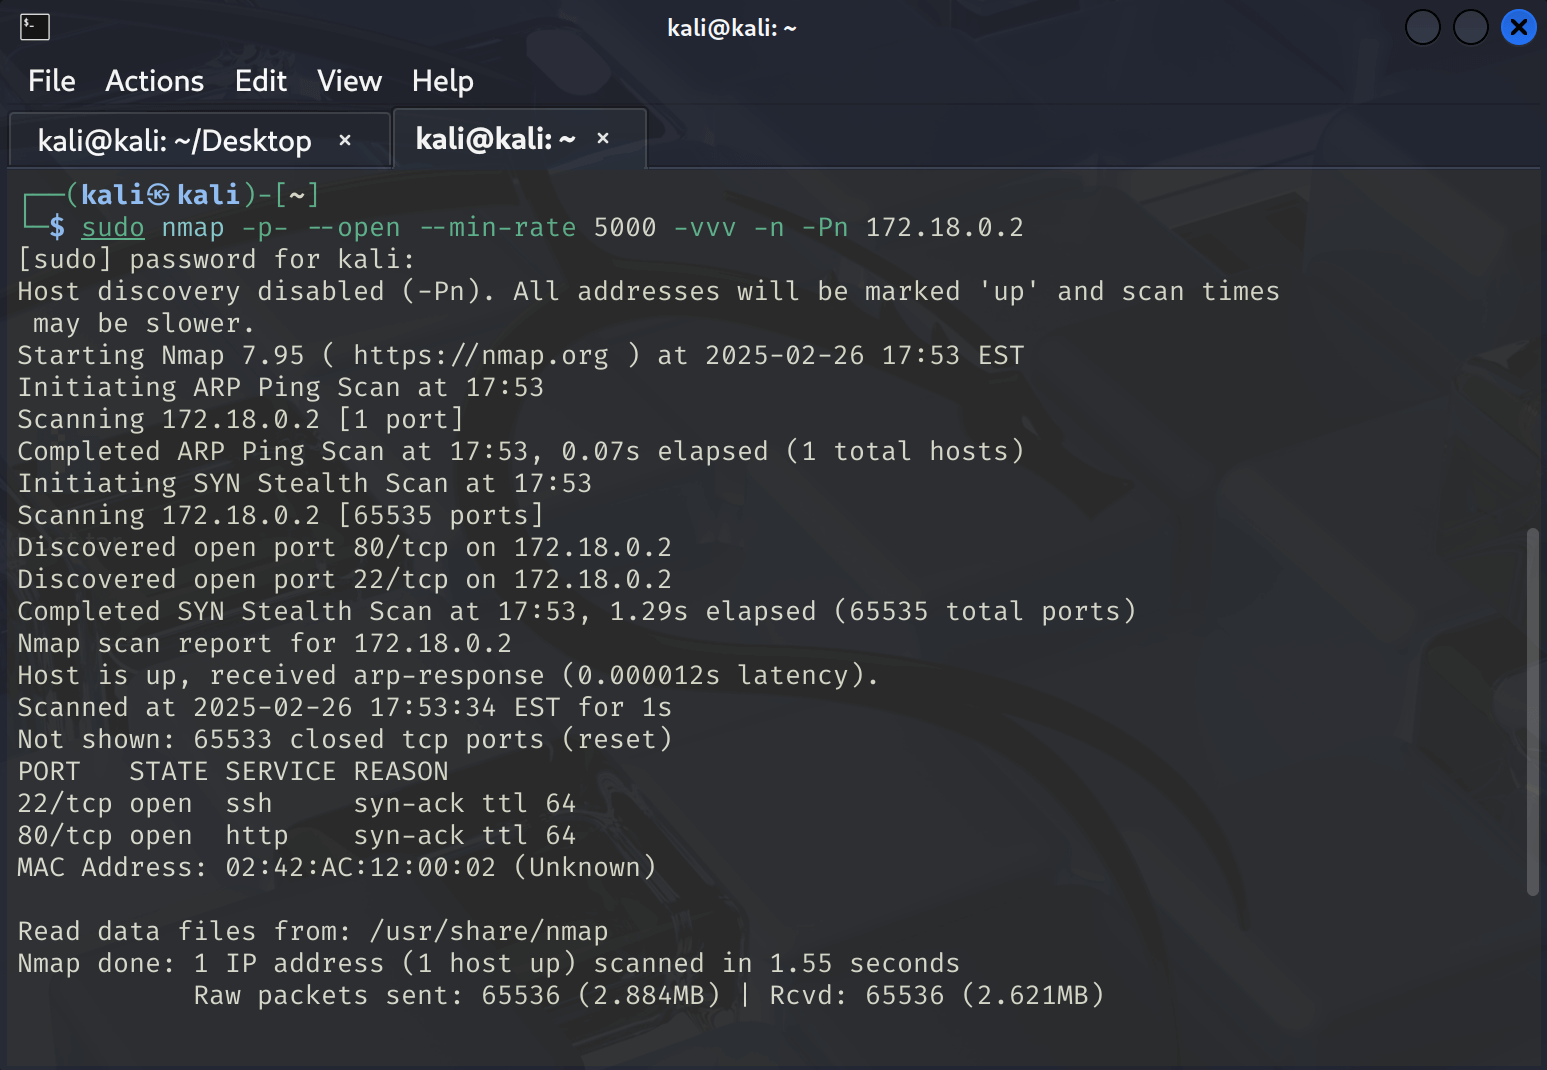 kali@kali: ~
File Actions Edit View Help
kali@kali: ~/Desktop × kali@kali: ~ ×
┌──(kali㉿kali)-[~]
└─$ sudo nmap -p- --open --min-rate 5000 -vvv -n -Pn 172.18.0.2
[sudo] password for kali:
Host discovery disabled (-Pn). All addresses will be marked 'up' and scan times
 may be slower.
Starting Nmap 7.95 ( https://nmap.org ) at 2025-02-26 17:53 EST
Initiating ARP Ping Scan at 17:53
Scanning 172.18.0.2 [1 port]
Completed ARP Ping Scan at 17:53, 0.07s elapsed (1 total hosts)
Initiating SYN Stealth Scan at 17:53
Scanning 172.18.0.2 [65535 ports]
Discovered open port 80/tcp on 172.18.0.2
Discovered open port 22/tcp on 172.18.0.2
Completed SYN Stealth Scan at 17:53, 1.29s elapsed (65535 total ports)
Nmap scan report for 172.18.0.2
Host is up, received arp-response (0.000012s latency).
Scanned at 2025-02-26 17:53:34 EST for 1s
Not shown: 65533 closed tcp ports (reset)
PORT   STATE SERVICE REASON
22/tcp open  ssh     syn-ack ttl 64
80/tcp open  http    syn-ack ttl 64
MAC Address: 02:42:AC:12:00:02 (Unknown)
Read data files from: /usr/share/nmap
Nmap done: 1 IP address (1 host up) scanned in 1.55 seconds
           Raw packets sent: 65536 (2.884MB) | Rcvd: 65536 (2.621MB)